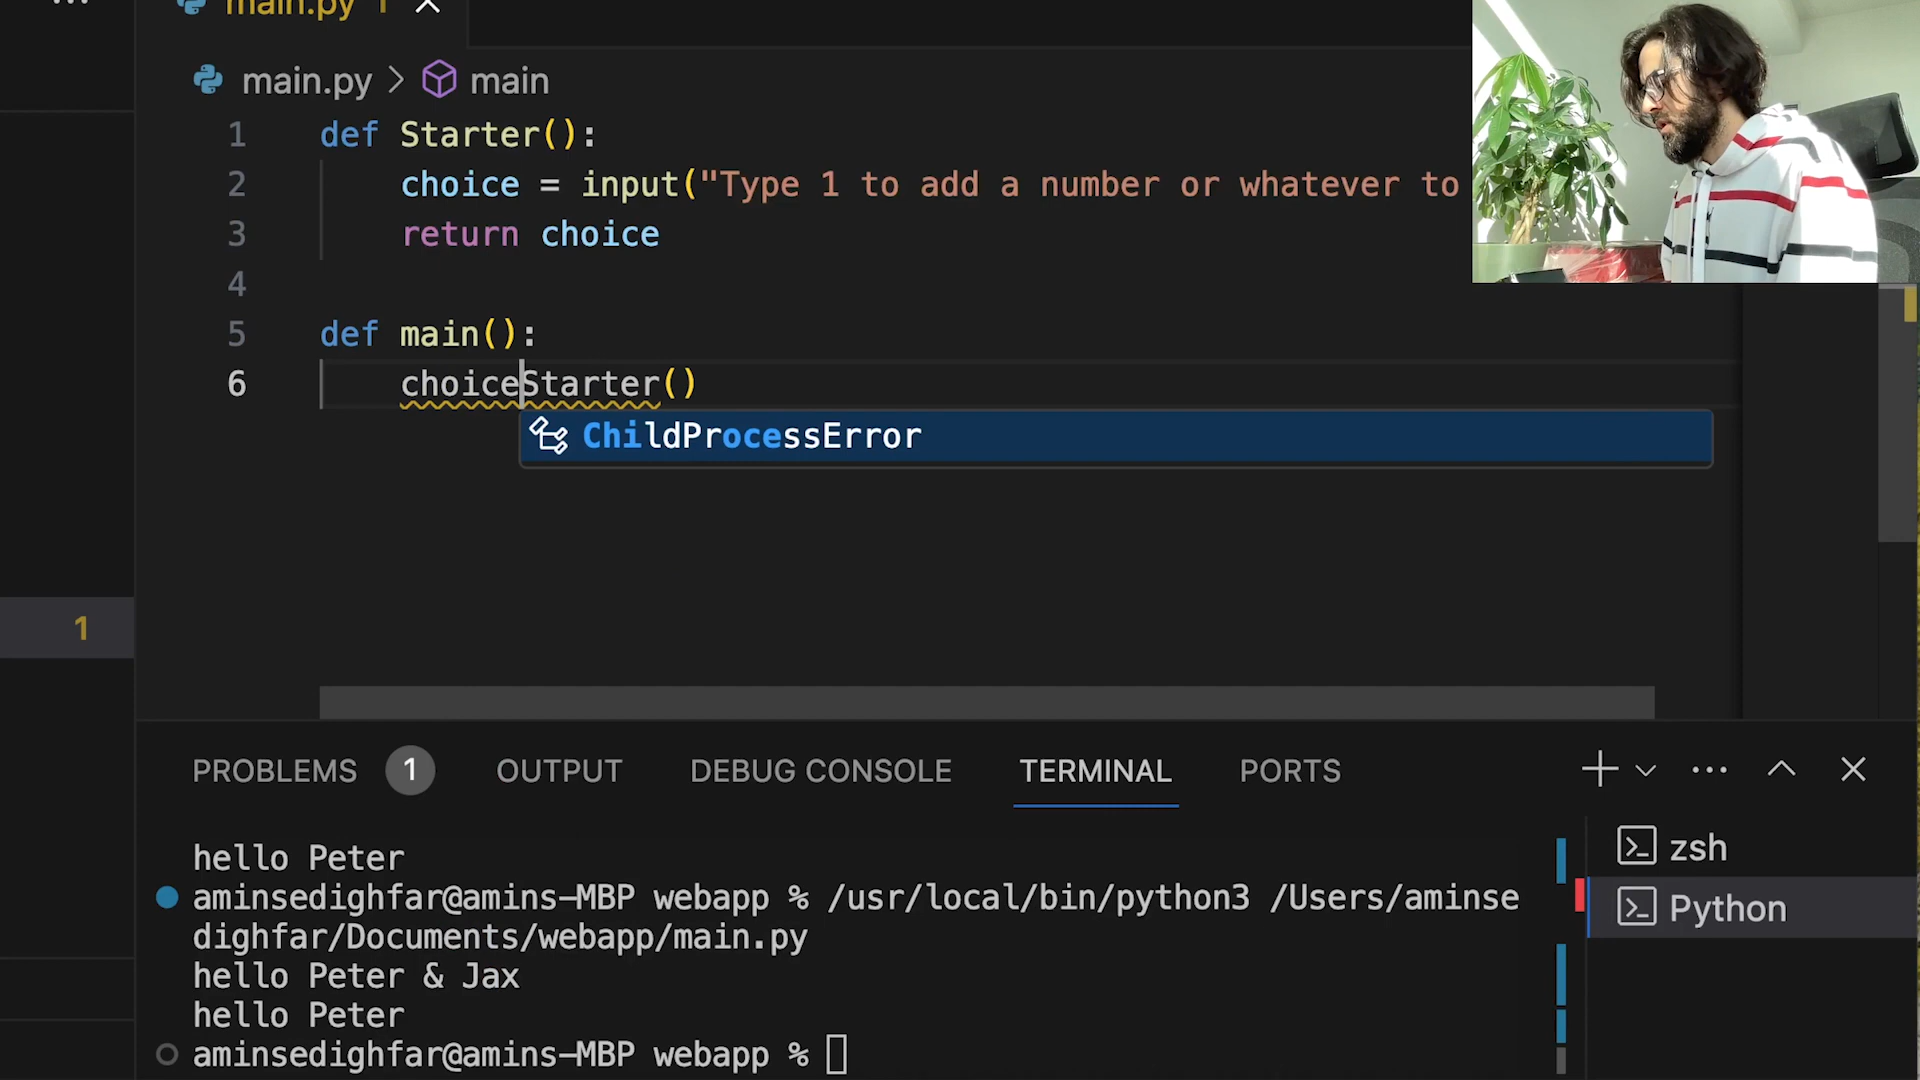 main.py 1
main.py > main
1 def Starter():
2 choice = input("Type 1 to add a number or whatever to
3 return choice
4
5 def main():
6 choiceStarter()
ChildProcessError
1
PROBLEMS 1 OUTPUT DEBUG CONSOLE TERMINAL PORTS
hello Peter
aminsedighfar@amins-MBP webapp % /usr/local/bin/python3 /Users/aminse
dighfar/Documents/webapp/main.py
hello Peter & Jax
hello Peter
aminsedighfar@amins-MBP webapp %
zsh
Python